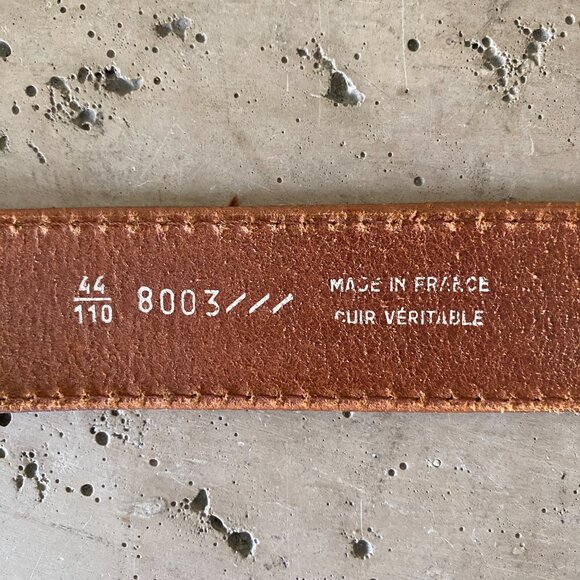 44
110
8003///
MADE IN FRANCE
CUIR VÉRITABLE